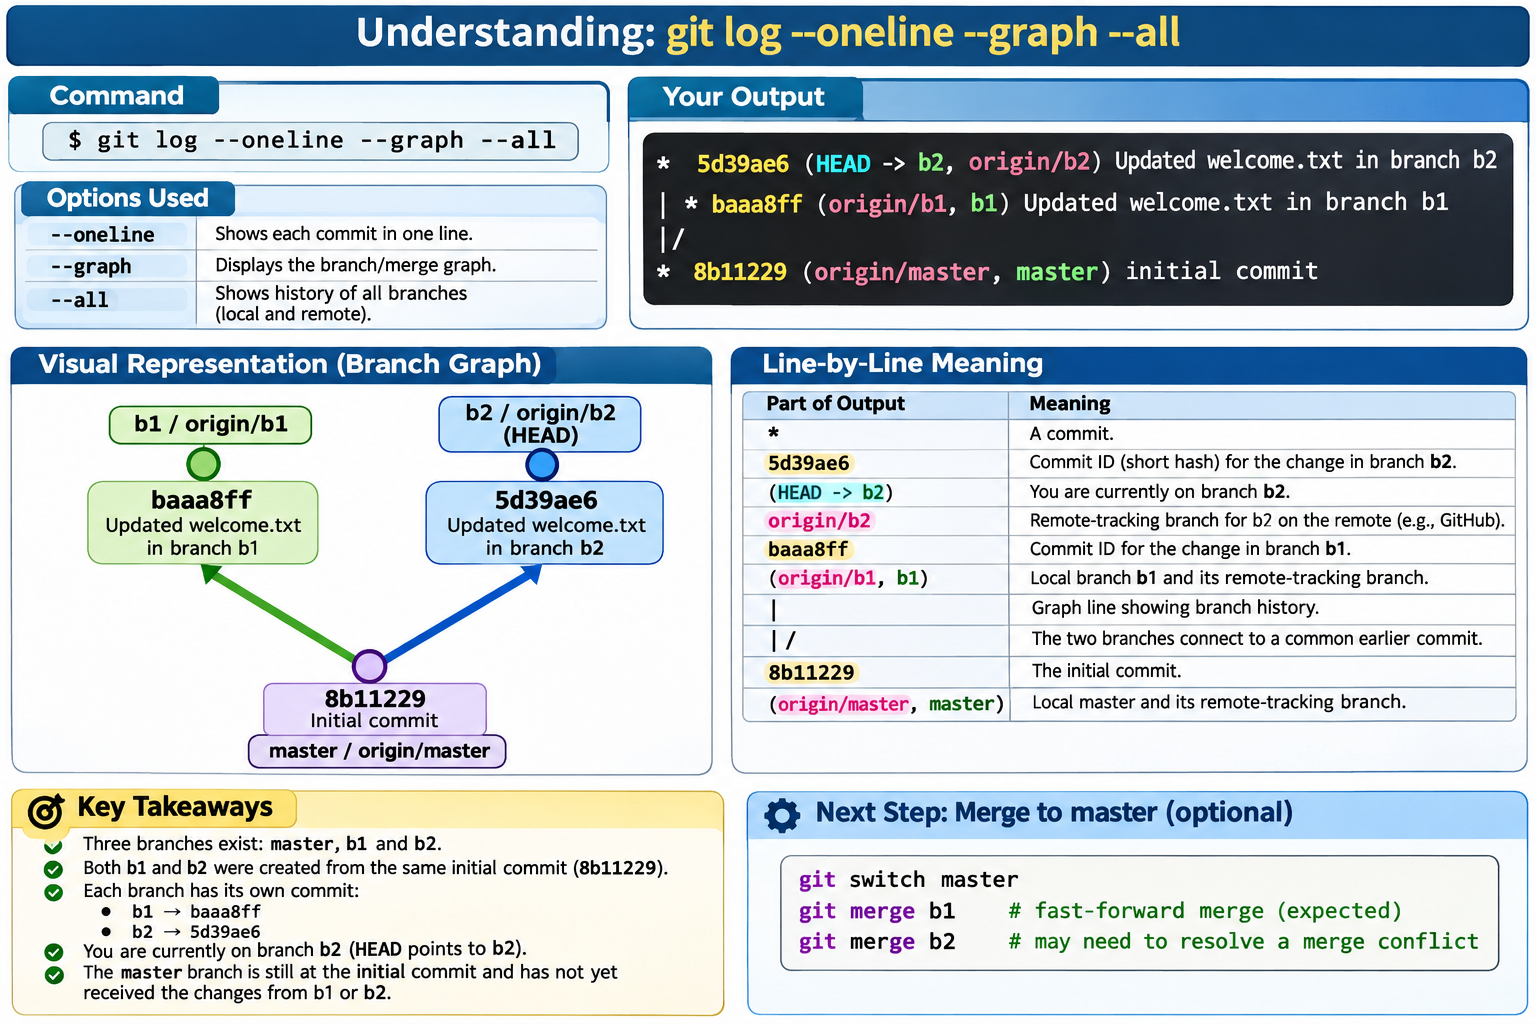 Understanding: git log --oneline --graph --all
Command
$ git log --oneline --graph --all
Options Used
--oneline Shows each commit in one line.
--graph Displays the branch/merge graph.
--all Shows history of all branches
(local and remote).
Your Output
* 5d39ae6 (HEAD -> b2, origin/b2) Updated welcome.txt in branch b2
| * baaa8ff (origin/b1, b1) Updated welcome.txt in branch b1
|/
* 8b11229 (origin/master, master) initial commit
Visual Representation (Branch Graph)
b1 / origin/b1
baaa8ff
Updated welcome.txt
in branch b1
b2 / origin/b2
(HEAD)
5d39ae6
Updated welcome.txt
in branch b2
8b11229
Initial commit
master / origin/master
Line-by-Line Meaning
Part of Output Meaning
* A commit.
5d39ae6 Commit ID (short hash) for the change in branch b2.
(HEAD -> b2) You are currently on branch b2.
origin/b2 Remote-tracking branch for b2 on the remote (e.g., GitHub).
baaa8ff Commit ID for the change in branch b1.
(origin/b1, b1) Local branch b1 and its remote-tracking branch.
| Graph line showing branch history.
|/ The two branches connect to a common earlier commit.
8b11229 The initial commit.
(origin/master, master) Local master and its remote-tracking branch.
Key Takeaways
Three branches exist: master, b1 and b2.
Both b1 and b2 were created from the same initial commit (8b11229).
Each branch has its own commit:
• b1 → baaa8ff
• b2 → 5d39ae6
You are currently on branch b2 (HEAD points to b2).
The master branch is still at the initial commit and has not yet
received the changes from b1 or b2.
Next Step: Merge to master (optional)
git switch master
git merge b1 # fast-forward merge (expected)
git merge b2 # may need to resolve a merge conflict